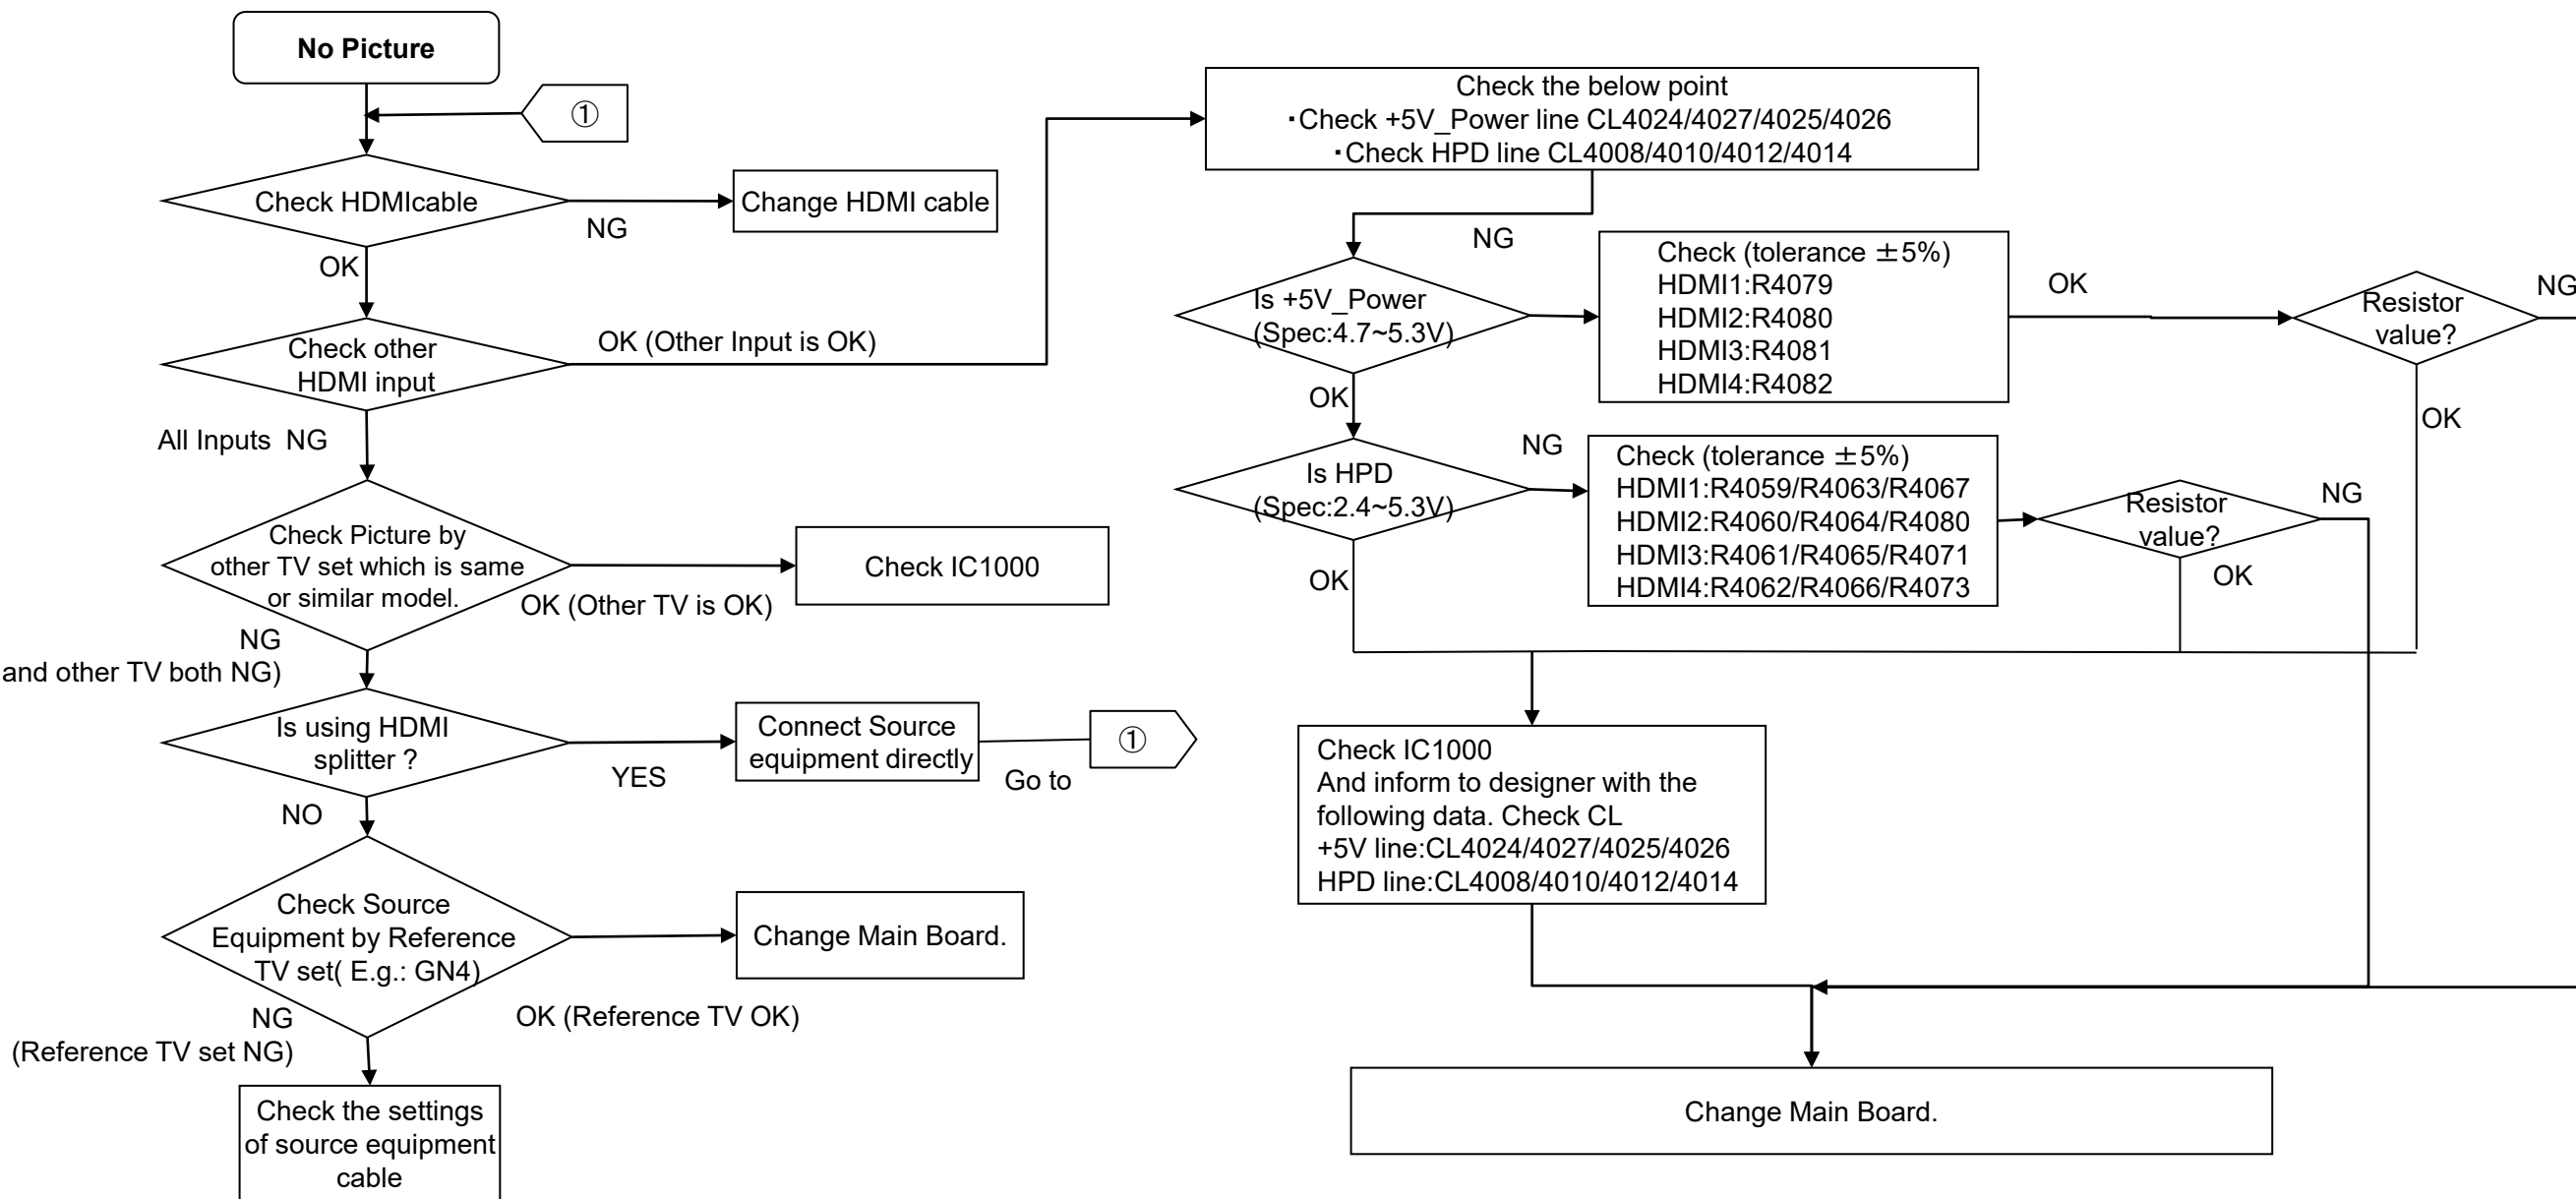 No Picture
①
Check HDMIcable
NG
Change HDMI cable
OK
Check other
HDMI input
OK (Other Input is OK)
All Inputs  NG
Check Picture by
other TV set which is same
or similar model.
OK (Other TV is OK)
Check IC1000
NG
and other TV both NG)
Is using HDMI
splitter ?
YES
Connect Source
equipment directly
Go to
①
NO
Check Source
Equipment by Reference
TV set( E.g.: GN4)
Change Main Board.
OK (Reference TV OK)
NG
(Reference TV set NG)
Check the settings
of source equipment
cable
Check the below point
・Check +5V_Power line CL4024/4027/4025/4026
・Check HPD line CL4008/4010/4012/4014
Is +5V_Power
(Spec:4.7~5.3V)
NG
Check (tolerance ±5%)
HDMI1:R4079
HDMI2:R4080
HDMI3:R4081
HDMI4:R4082
OK
Resistor
value?
NG
OK
OK
Is HPD
(Spec:2.4~5.3V)
NG
Check (tolerance ±5%)
HDMI1:R4059/R4063/R4067
HDMI2:R4060/R4064/R4080
HDMI3:R4061/R4065/R4071
HDMI4:R4062/R4066/R4073
Resistor
value?
NG
OK
OK
Check IC1000
And inform to designer with the
following data. Check CL
+5V line:CL4024/4027/4025/4026
HPD line:CL4008/4010/4012/4014
Change Main Board.